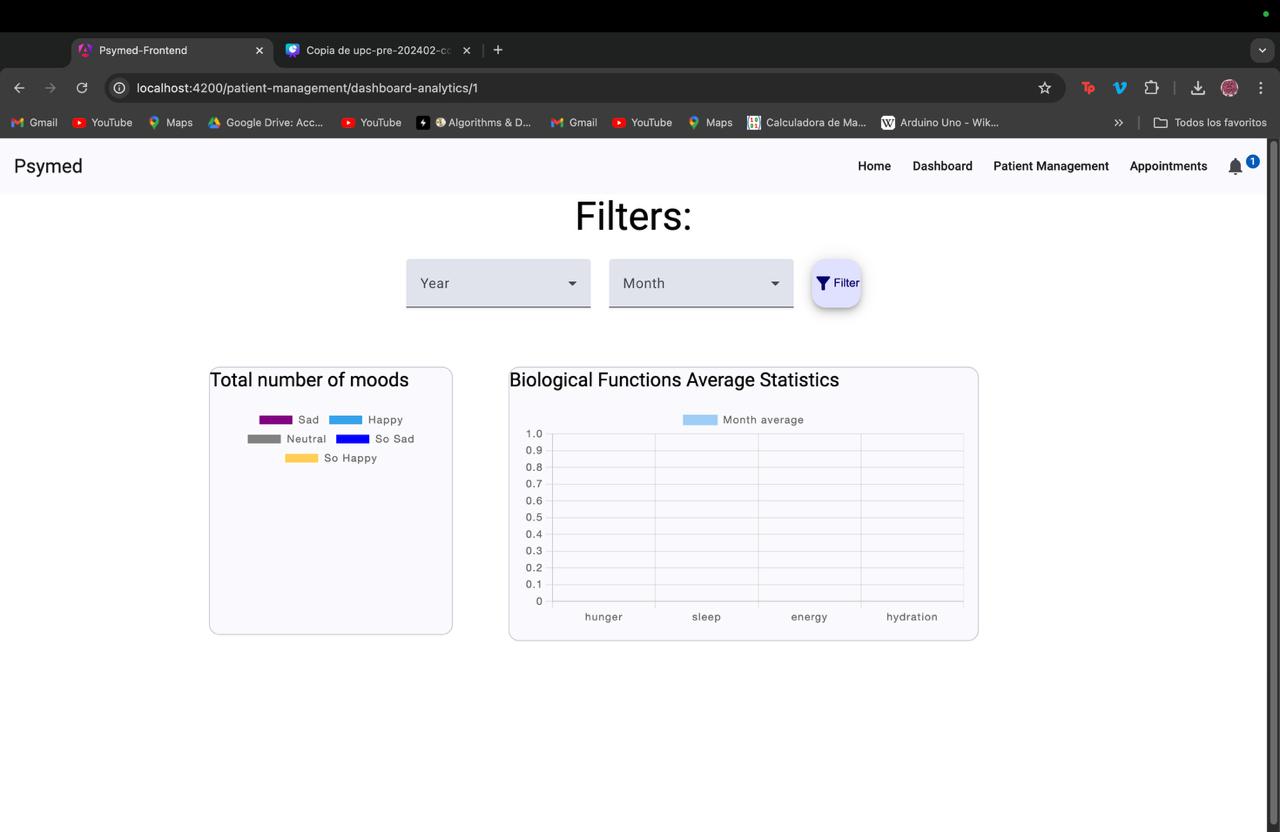 Psymed-Frontend
Copia de upc-pre-202402-cc
localhost:4200/patient-management/dashboard-analytics/1
Tp
Gmail
YouTube
Maps
Google Drive: Acc...
YouTube
Algorithms & D...
Gmail
YouTube
Maps
Calculadora de Ma...
W
Arduino Uno - Wik...
Todos los favoritos
Psymed
Home
Dashboard
Patient Management
Appointments
1
Filters:
Year
Month
Filter
Total number of moods
Sad
Happy
Neutral
So Sad
So Happy
Biological Functions Average Statistics
Month average
1.0
0.9
0.8
0.7
0.6
0.5
0.4
0.3
0.2
0.1
0
hunger
sleep
energy
hydration